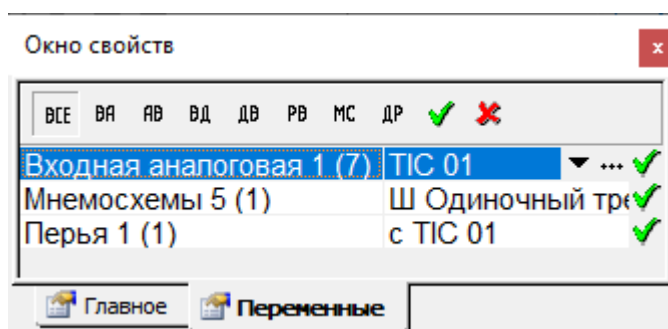 Окно свойств
x
ВСЕ ВА АВ ВД ДВ РВ МС ДР
Входная аналоговая 1 (7) TIC 01 ...
Мнемосхемы 5 (1) Ш Одиночный тре
Перья 1 (1) с TIC 01
Главное Переменные